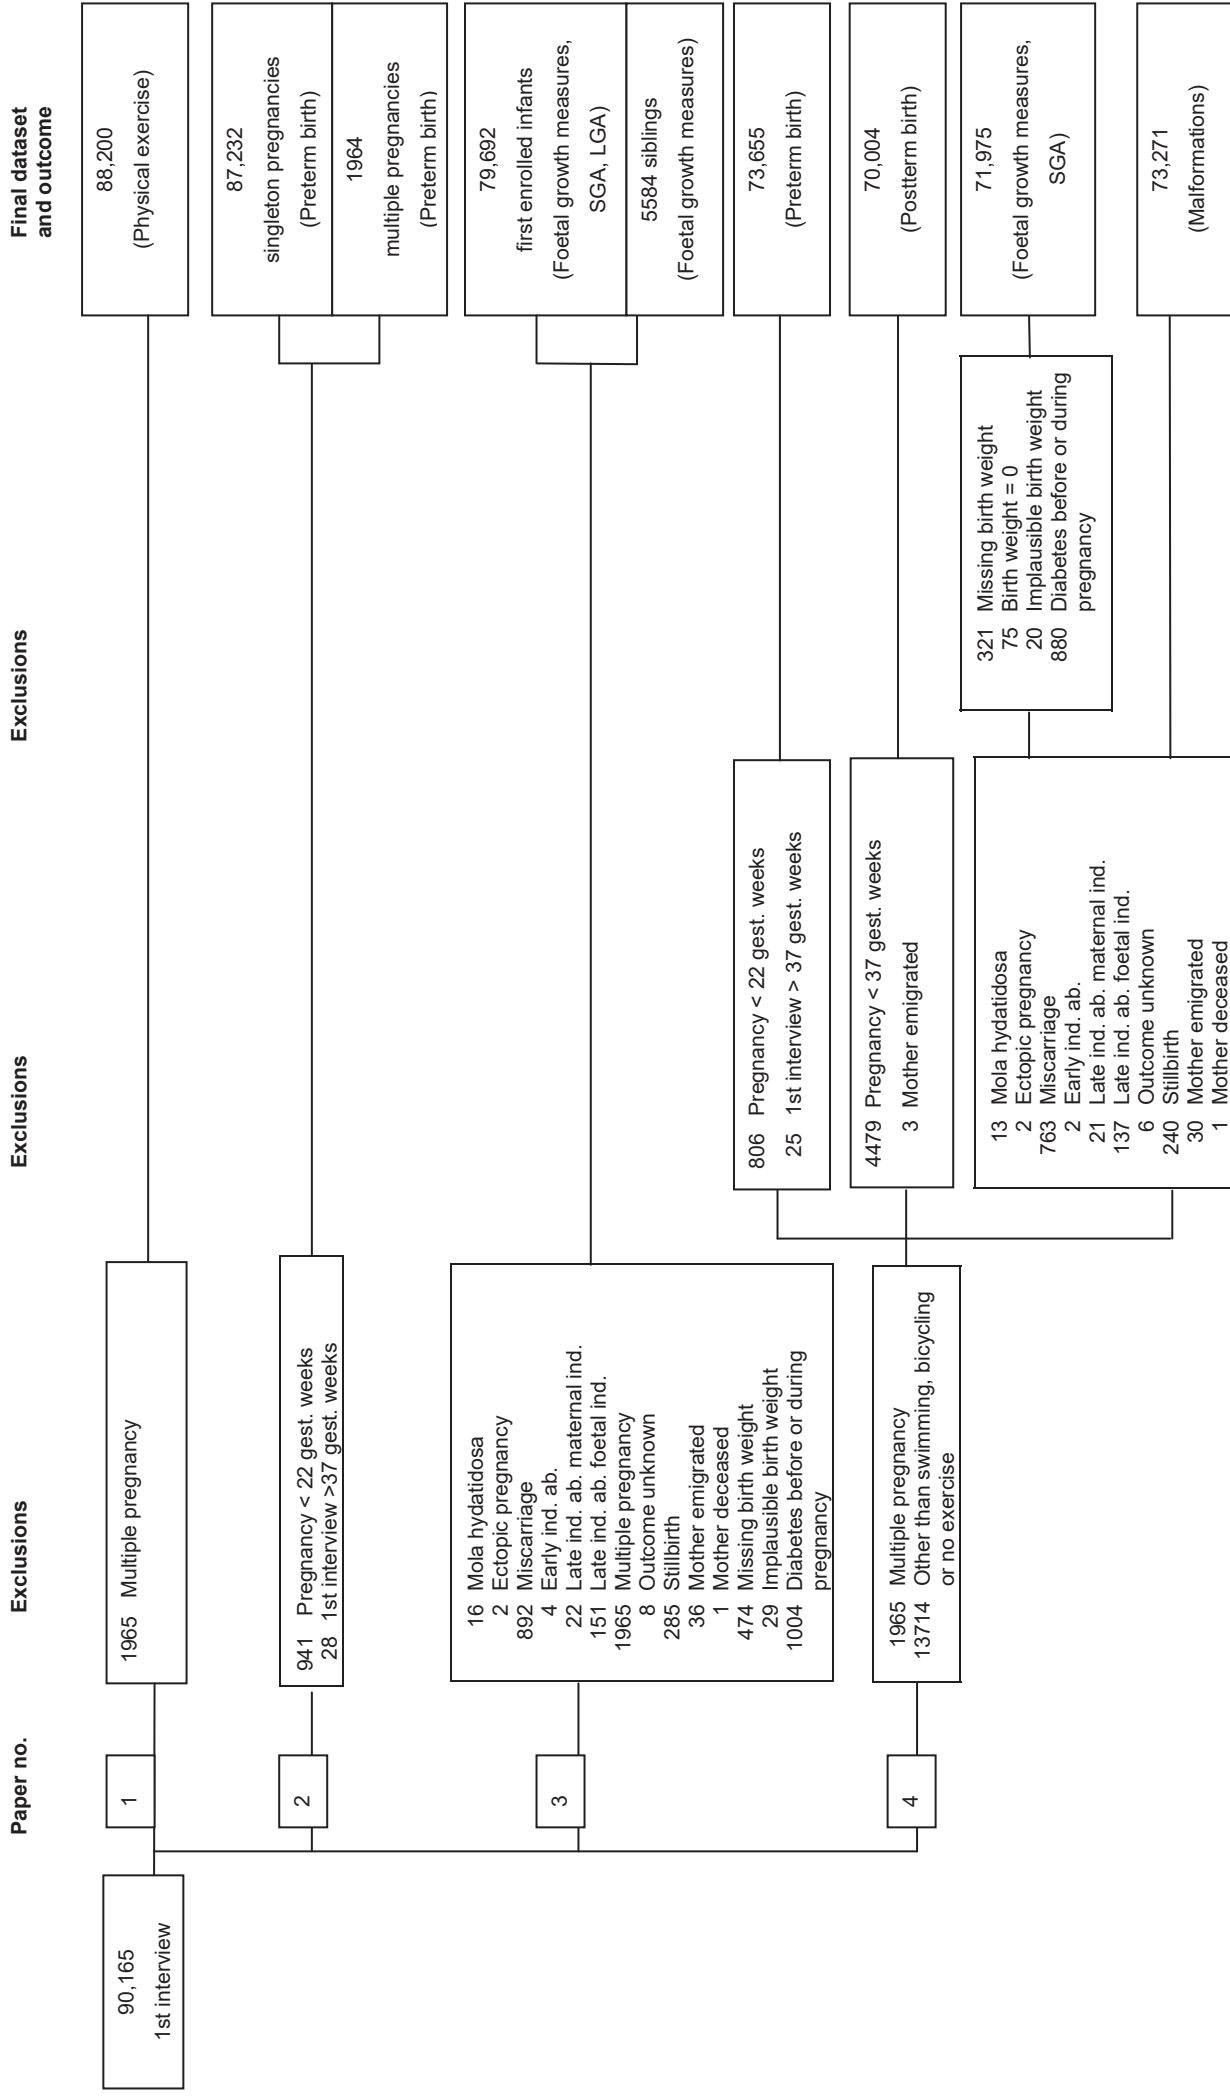 Paper no.
Exclusions
Exclusions
Exclusions
Final dataset
and outcome
90,165
1st interview
1
1965 Multiple pregnancy
88,200
(Physical exercise)
2
941 Pregnancy < 22 gest. weeks
28 1st interview >37 gest. weeks
87,232
singleton pregnancies
(Preterm birth)
1964
multiple pregnancies
(Preterm birth)
3
16 Mola hydatidosa
2 Ectopic pregnancy
892 Miscarriage
4 Early ind. ab.
22 Late ind. ab. maternal ind.
151 Late ind. ab. foetal ind.
1965 Multiple pregnancy
8 Outcome unknown
285 Stillbirth
36 Mother emigrated
1 Mother deceased
474 Missing birth weight
29 Implausible birth weight
1004 Diabetes before or during
pregnancy
79,692
first enrolled infants
(Foetal growth measures,
SGA, LGA)
5584 siblings
(Foetal growth measures)
4
1965 Multiple pregnancy
13714 Other than swimming, bicycling
or no exercise
806 Pregnancy < 22 gest. weeks
25 1st interview > 37 gest. weeks
73,655
(Preterm birth)
4479 Pregnancy < 37 gest. weeks
3 Mother emigrated
70,004
(Postterm birth)
13 Mola hydatidosa
2 Ectopic pregnancy
763 Miscarriage
2 Early ind. ab.
21 Late ind. ab. maternal ind.
137 Late ind. ab. foetal ind.
6 Outcome unknown
240 Stillbirth
30 Mother emigrated
1 Mother deceased
321 Missing birth weight
75 Birth weight = 0
20 Implausible birth weight
880 Diabetes before or during
pregnancy
71,975
(Foetal growth measures,
SGA)
73,271
(Malformations)